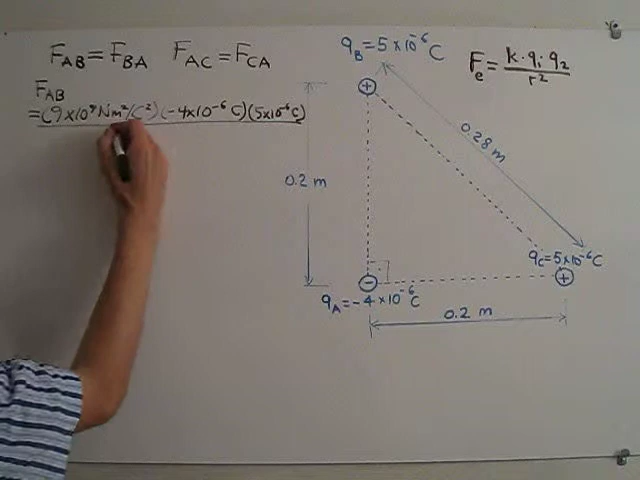 F_AB = F_BA   F_AC = F_CA
F_AB
= (9×10⁹ Nm²/C²)(-4×10⁻⁶ C)(5×10⁻⁶ C)
q_B = 5×10⁻⁶ C
F_e = k·q₁·q₂
r²
0.28 m
0.2 m
q_C = 5×10⁻⁶ C
q_A = -4×10⁻⁶ C
0.2 m